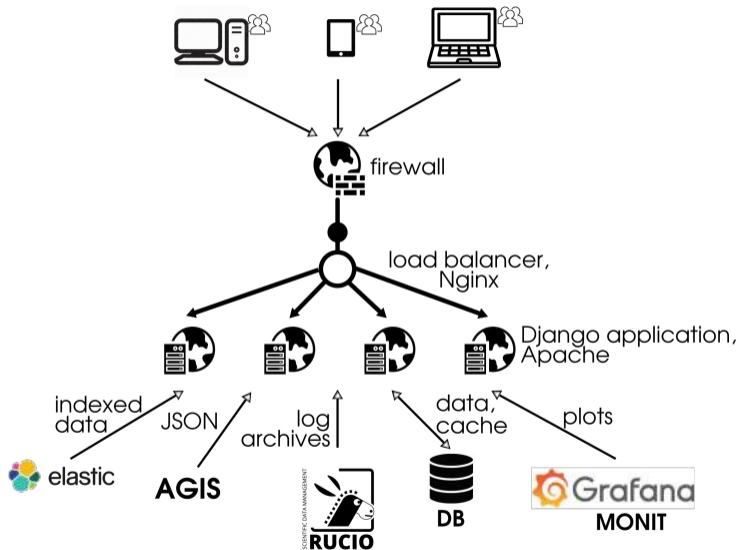 firewall
load balancer,
Nginx
Django application,
Apache
indexed
data
JSON
log
archives
data,
cache
plots
elastic
AGIS
SCIENTIFIC DATA MANAGEMENT
RUCIO
DB
Grafana
MONIT